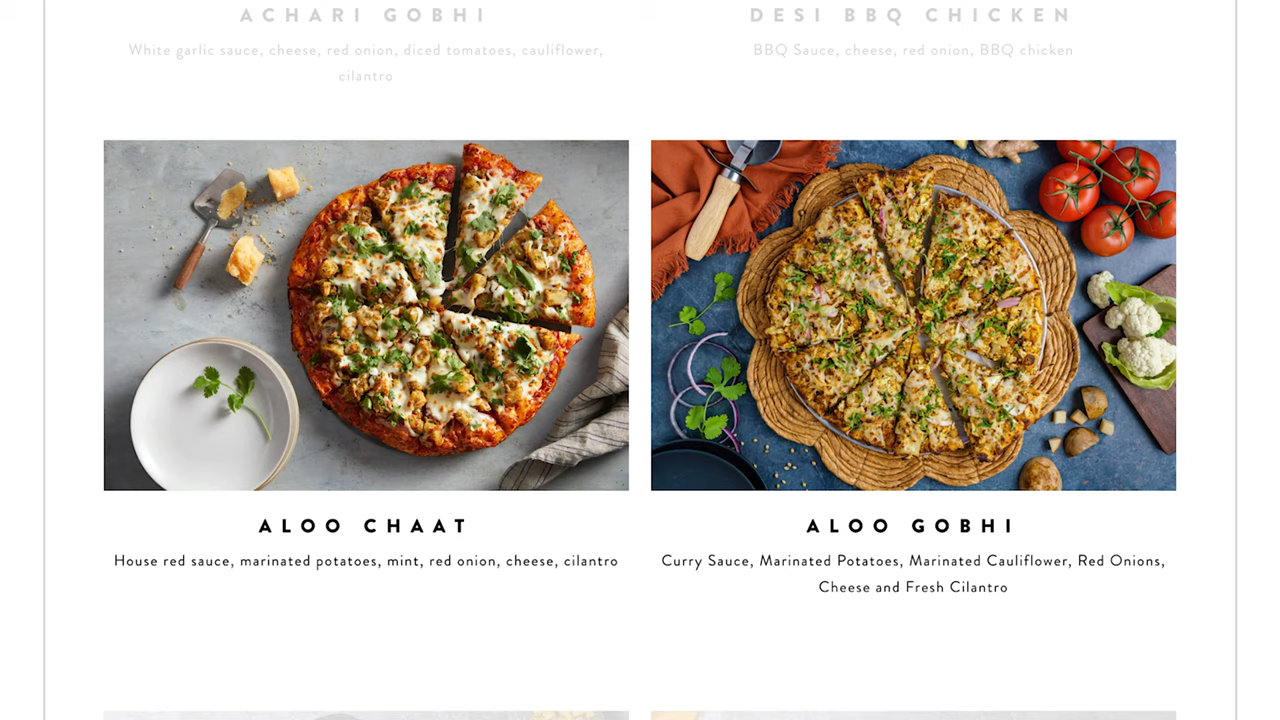 ACHARI GOBHI
White garlic sauce, cheese, red onion, diced tomatoes, cauliflower,
cilantro
DESI BBQ CHICKEN
BBQ Sauce, cheese, red onion, BBQ chicken
ALOO CHAAT
House red sauce, marinated potatoes, mint, red onion, cheese, cilantro
ALOO GOBHI
Curry Sauce, Marinated Potatoes, Marinated Cauliflower, Red Onions,
Cheese and Fresh Cilantro